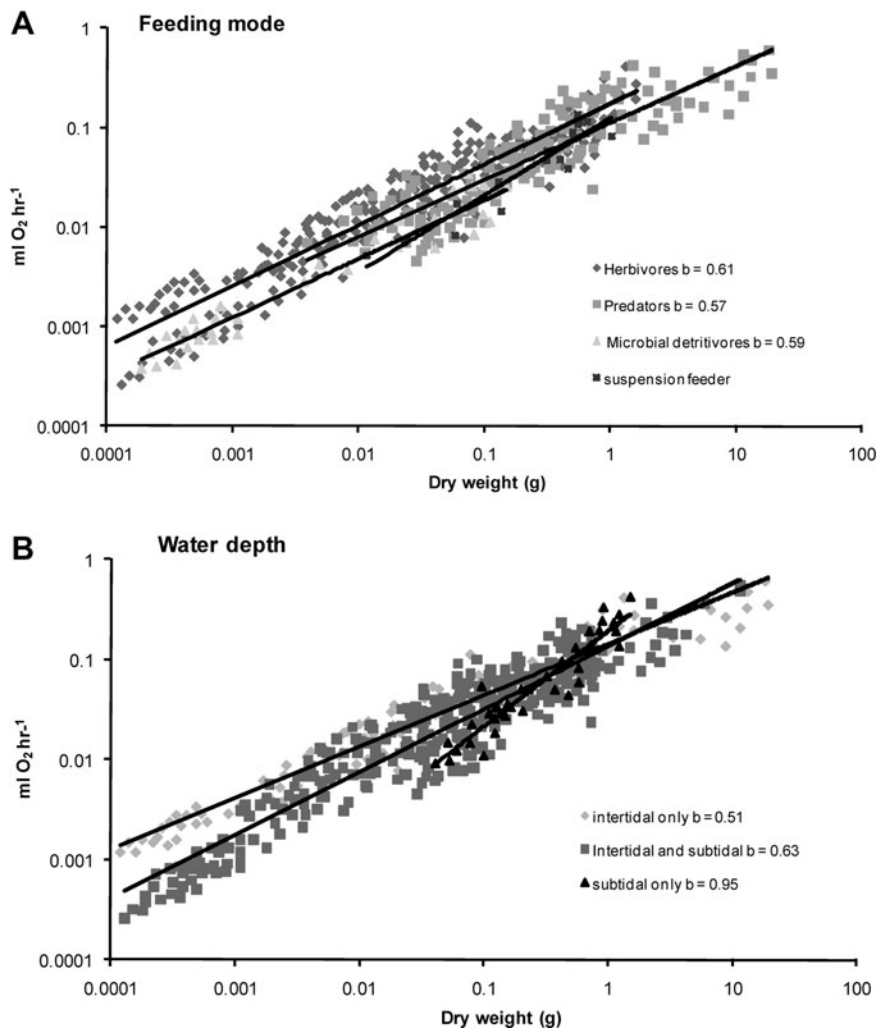 A
Feeding mode
1
0.1
0.01
0.001
0.0001
ml O2 hr-1
Herbivores b = 0.61
Predators b = 0.57
Microbial detritivores b = 0.59
suspension feeder
0.0001 0.001 0.01 0.1 1 10 100
Dry weight (g)
B
Water depth
1
0.1
0.01
0.001
0.0001
ml O2 hr-1
intertidal only b = 0.51
Intertidal and subtidal b = 0.63
subtidal only b = 0.95
0.0001 0.001 0.01 0.1 1 10 100
Dry weight (g)